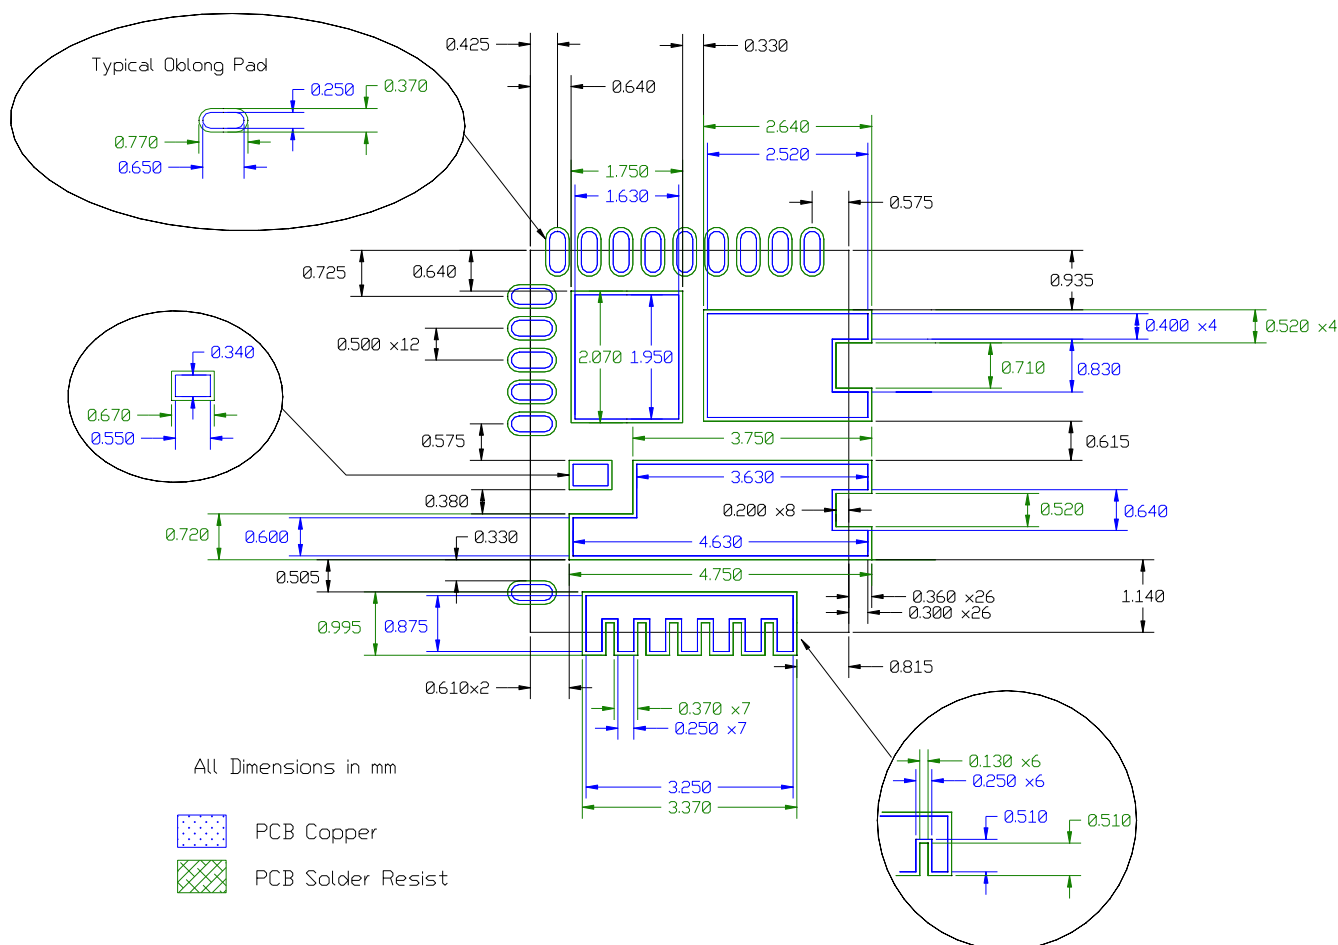 0.425
0.330
Typical Oblong Pad
0.640
0.250
0.370
2.640
0.770
2.520
0.650
1.750
1.630
0.575
0.725
0.640
0.935
0.400 x4
0.520 x4
0.340
0.500 x12
2.070
1.950
0.710
0.830
0.670
0.550
0.575
3.750
0.615
3.630
0.380
0.200 x8
0.520
0.640
0.720
0.600
0.330
4.630
0.505
4.750
0.360 x26
1.140
0.300 x26
0.995
0.875
0.815
0.610x2
0.370 x7
0.250 x7
0.130 x6
All Dimensions in mm
0.250 x6
3.250
3.370
0.510
0.510
PCB Copper
PCB Solder Resist